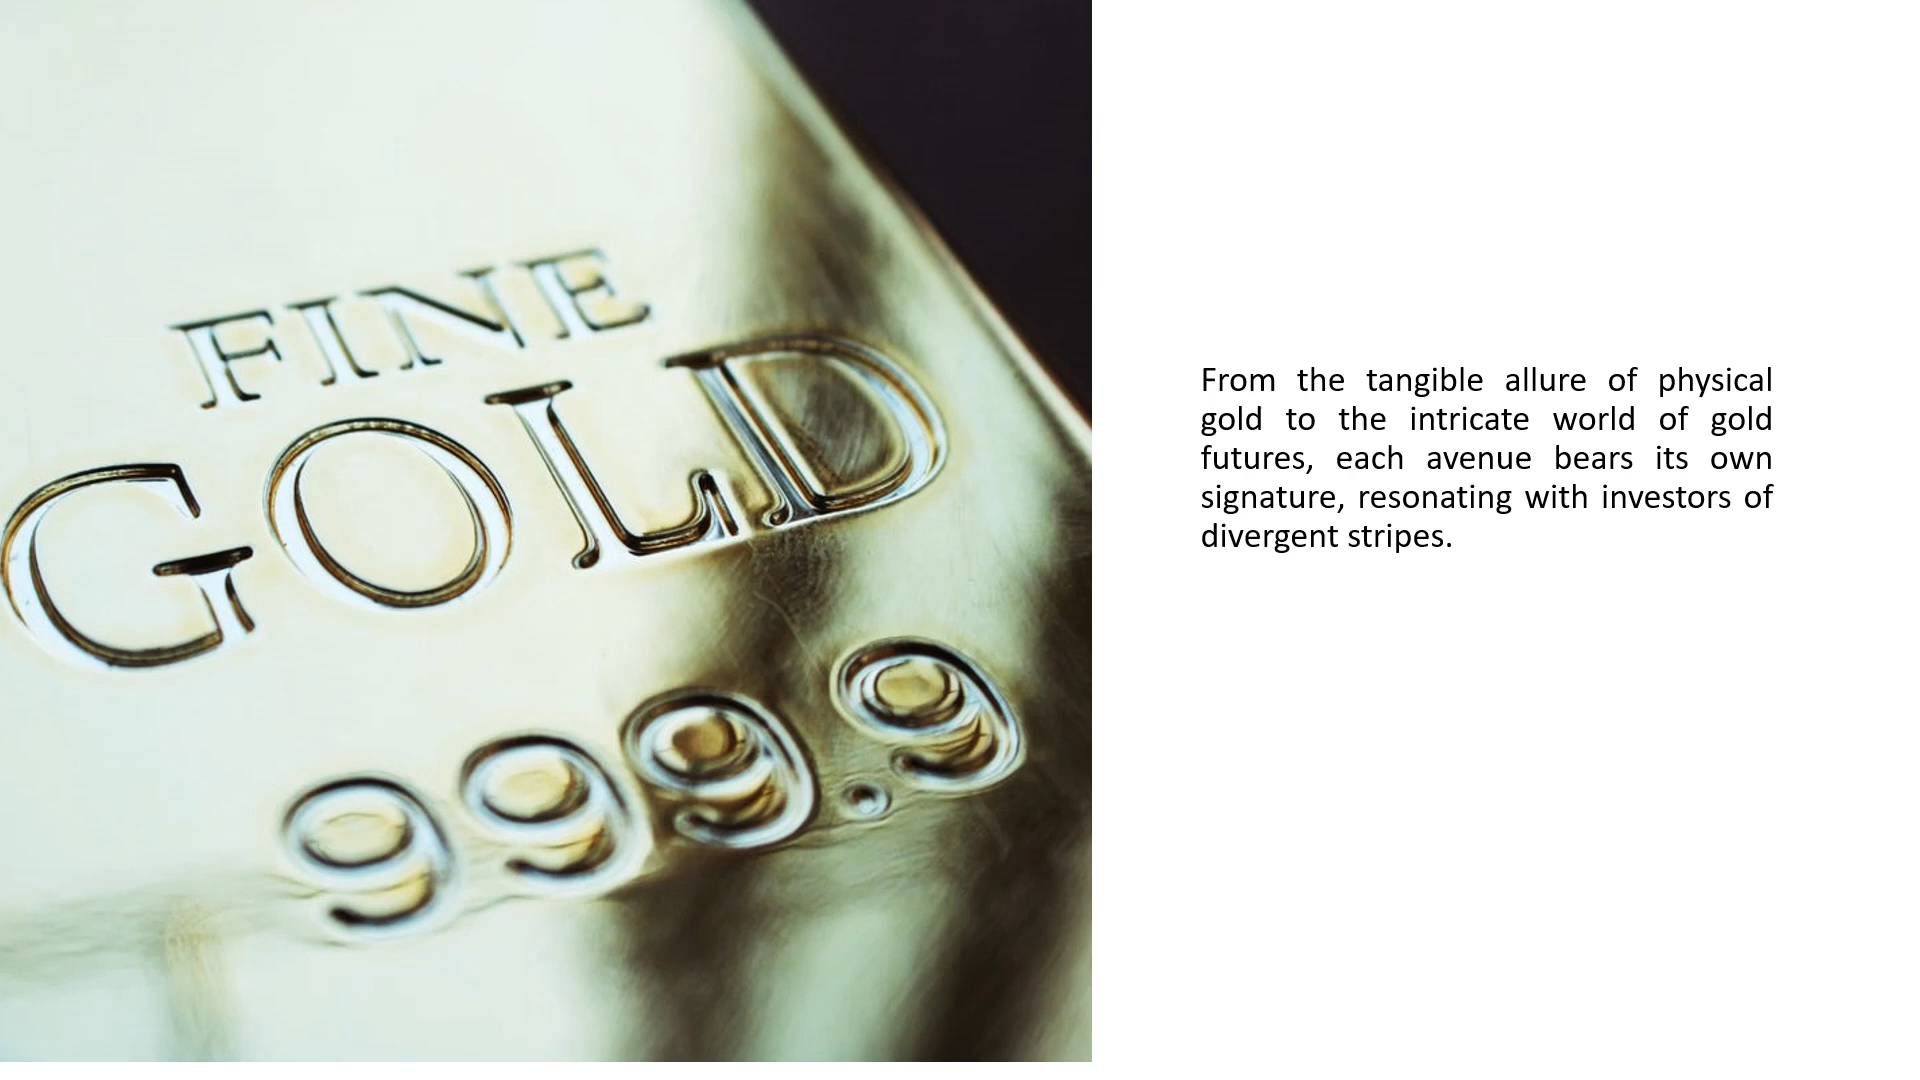 FINE
GOLD
999.9
From the tangible allure of physical
gold to the intricate world of gold
futures, each avenue bears its own
signature, resonating with investors of
divergent stripes.